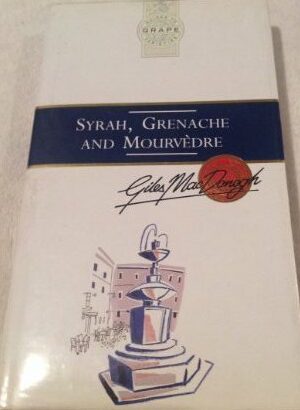 GRAPE
SYRAH, GRENACHE
AND MOURVÈDRE
Giles MacDonogh